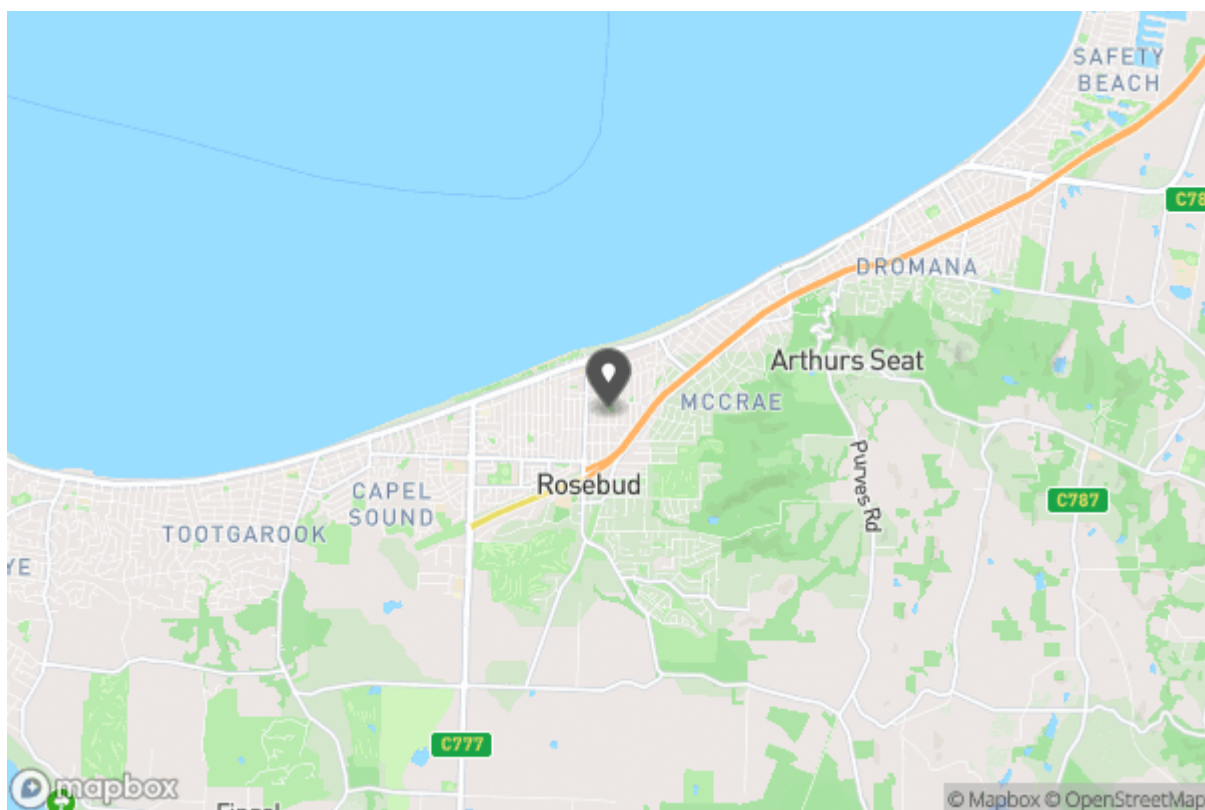 SAFETY
BEACH
C78
DROMANA
Arthurs Seat
MCCRAE
Purves Rd
Rosebud
CAPEL
SOUND
C787
TOOTGAROOK
YE
C777
mapbox
© Mapbox © OpenStreetMap